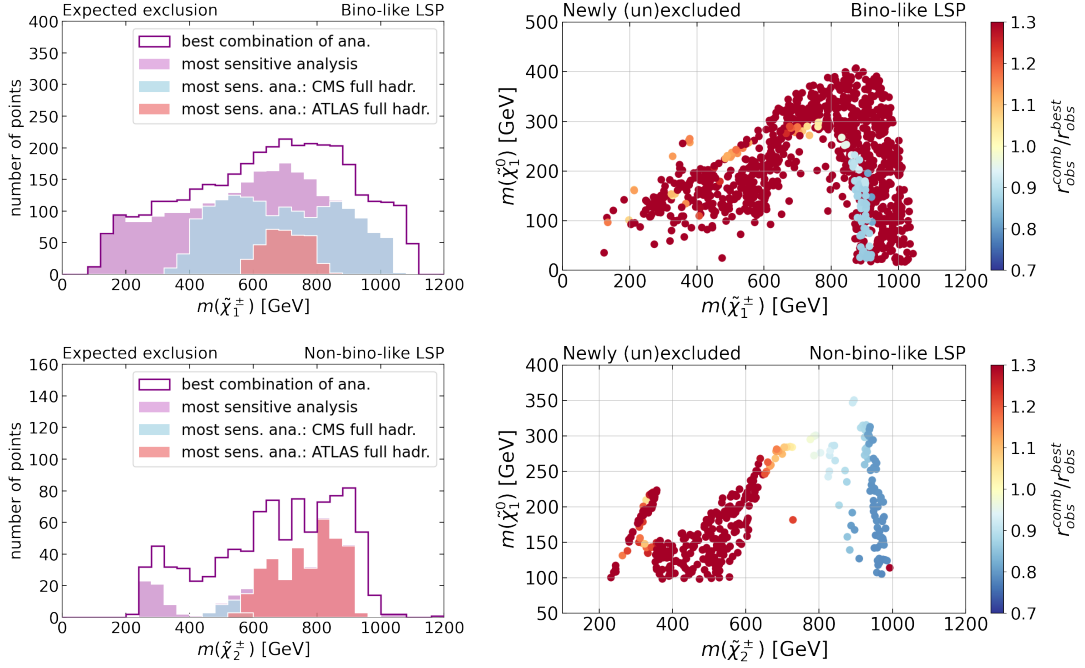 Expected exclusion Bino-like LSP
400
350
300
250
200
150
100
50
0
number of points
best combination of ana.
most sensitive analysis
most sens. ana.: CMS full hadr.
most sens. ana.: ATLAS full hadr.
0 200 400 600 800 1000 1200
m(χ̃₁±) [GeV]
Newly (un)excluded Bino-like LSP
500
400
300
200
100
0
m(χ̃₁⁰) [GeV]
0 200 400 600 800 1000 1200
m(χ̃₁±) [GeV]
1.3
1.2
1.1
1.0
0.9
0.8
0.7
r_obs^comb/r_obs^best
Expected exclusion Non-bino-like LSP
160
140
120
100
80
60
40
20
0
number of points
best combination of ana.
most sensitive analysis
most sens. ana.: CMS full hadr.
most sens. ana.: ATLAS full hadr.
0 200 400 600 800 1000 1200
m(χ̃₂±) [GeV]
Newly (un)excluded Non-bino-like LSP
400
350
300
250
200
150
100
50
m(χ̃₁⁰) [GeV]
200 400 600 800 1000 1200
m(χ̃₂±) [GeV]
1.3
1.2
1.1
1.0
0.9
0.8
0.7
r_obs^comb/r_obs^best